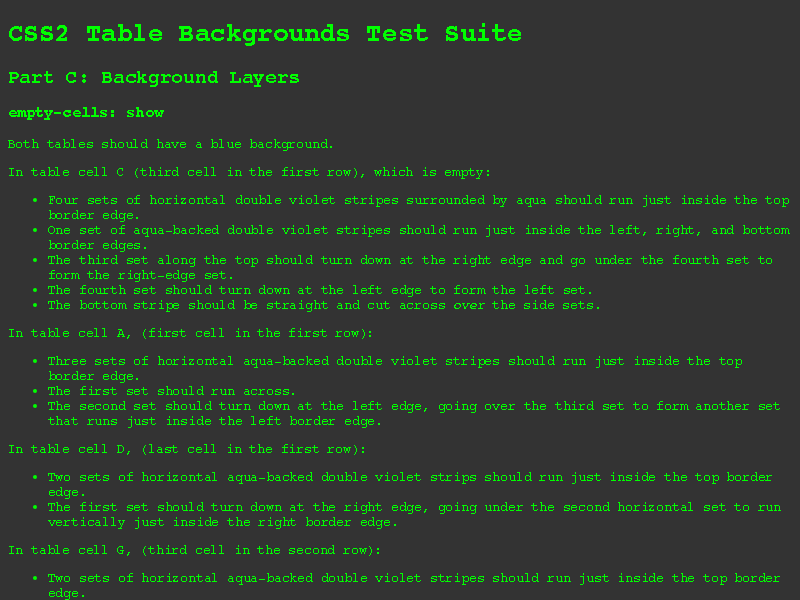 CSS2 Table Backgrounds Test Suite
Part C: Background Layers
empty-cells: show
Both tables should have a blue background.
In table cell C (third cell in the first row), which is empty:
• Four sets of horizontal double violet stripes surrounded by aqua should run just inside the top
border edge.
• One set of aqua-backed double violet stripes should run just inside the left, right, and bottom
border edges.
• The third set along the top should turn down at the right edge and go under the fourth set to
form the right-edge set.
• The fourth set should turn down at the left edge to form the left set.
• The bottom stripe should be straight and cut across over the side sets.
In table cell A, (first cell in the first row):
• Three sets of horizontal aqua-backed double violet stripes should run just inside the top
border edge.
• The first set should run across.
• The second set should turn down at the left edge, going over the third set to form another set
that runs just inside the left border edge.
In table cell D, (last cell in the first row):
• Two sets of horizontal aqua-backed double violet strips should run just inside the top border
edge.
• The first set should turn down at the right edge, going under the second horizontal set to run
vertically just inside the right border edge.
In table cell G, (third cell in the second row):
• Two sets of horizontal aqua-backed double violet stripes should run just inside the top border
edge.